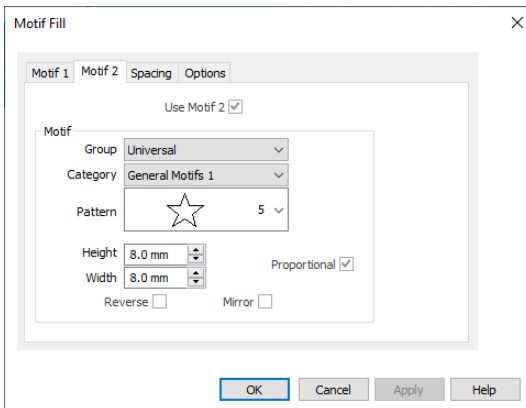 Motif Fill
Motif 1 Motif 2 Spacing Options
Use Motif 2
Motif
Group Universal
Category General Motifs 1
Pattern 5
Height 8.0 mm
Proportional
Width 8.0 mm
Reverse Mirror
OK Cancel Apply Help